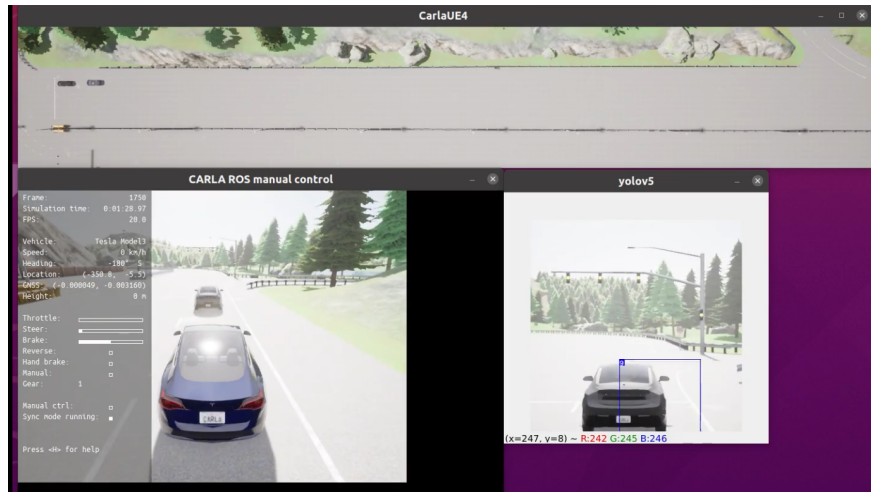 CarlaUE4
CARLA ROS manual control
Frame: 1750
Simulation time: 0:01:28.97
FPS: 20.0
Vehicle: Tesla Model3
Speed: 0 km/h
Heading: -180° S
Location: (-350.0, -5.5)
GNSS: (-0.000049, -0.003160)
Height: 0 m
Throttle:
Steer:
Brake:
Reverse:
Hand brake:
Manual:
Gear: 1
Manual ctrl:
Sync mode running:
Press <H> for help
CARLA
yolov5
(x=247, y=8) ~ R:242 G:245 B:246